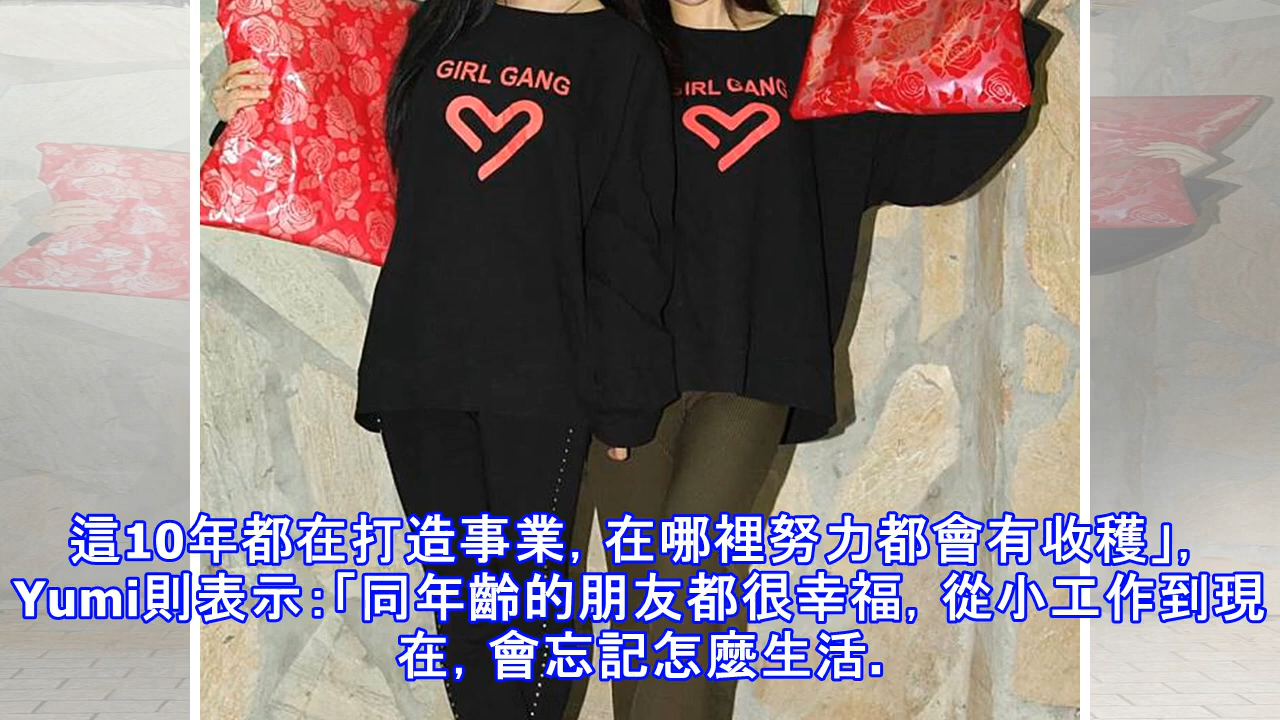 GIRL GANG
GIRL GANG
這10年都在打造事業, 在哪裡努力都會有收穫」,
Yumi則表示:「同年齡的朋友都很幸福, 從小工作到現
在, 會忘記怎麼生活.